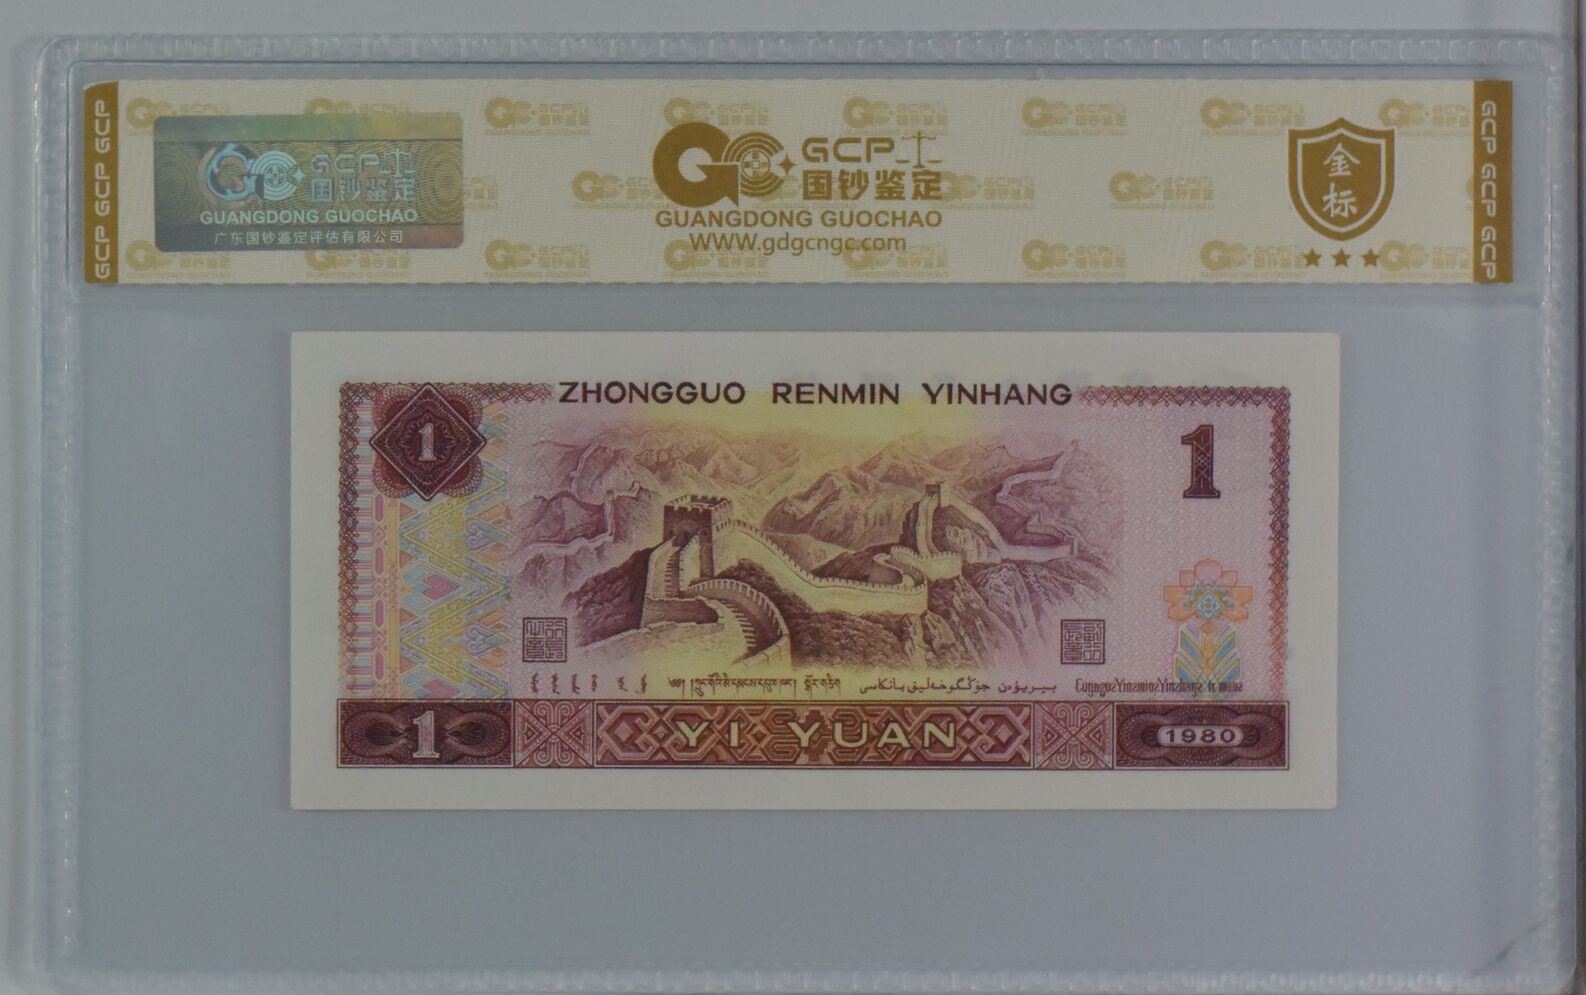 GCP GCP GCP
GCP
国钞鉴定
GUANGDONG GUOCHAO
广东国钞鉴定评估有限公司
GCP
国钞鉴定
GUANGDONG GUOCHAO
WWW.gdgcngc.com
金标
GCP GCP GCP
ZHONGGUO RENMIN YINHANG
1
1
1
YI YUAN
1980